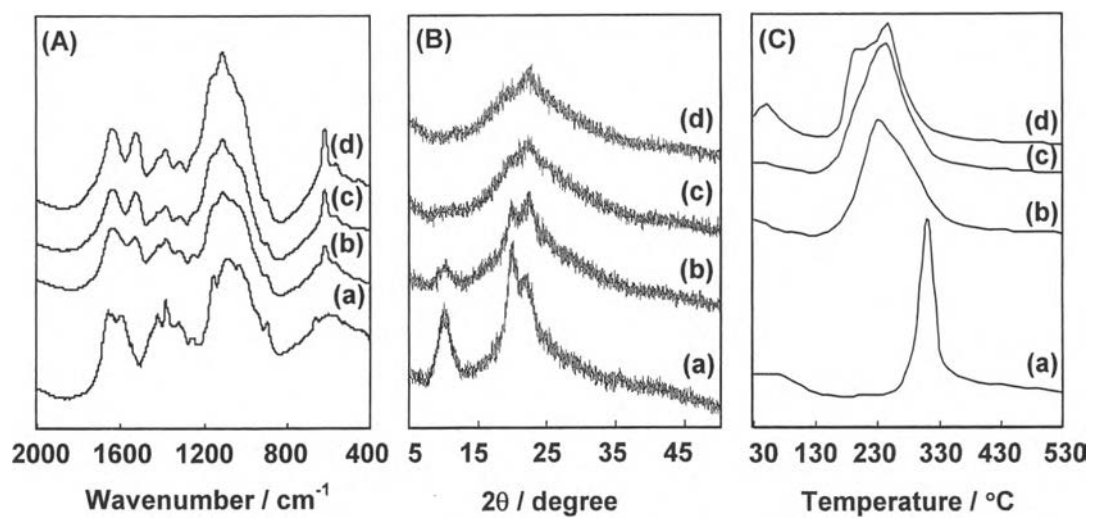 (A)
(d)
(c)
(b)
(a)
2000 1600 1200 800 400
Wavenumber / cm-1
(B)
(d)
(c)
(b)
(a)
5 15 25 35 45
2θ / degree
(C)
(d)
(c)
(b)
(a)
30 130 230 330 430 530
Temperature / °C